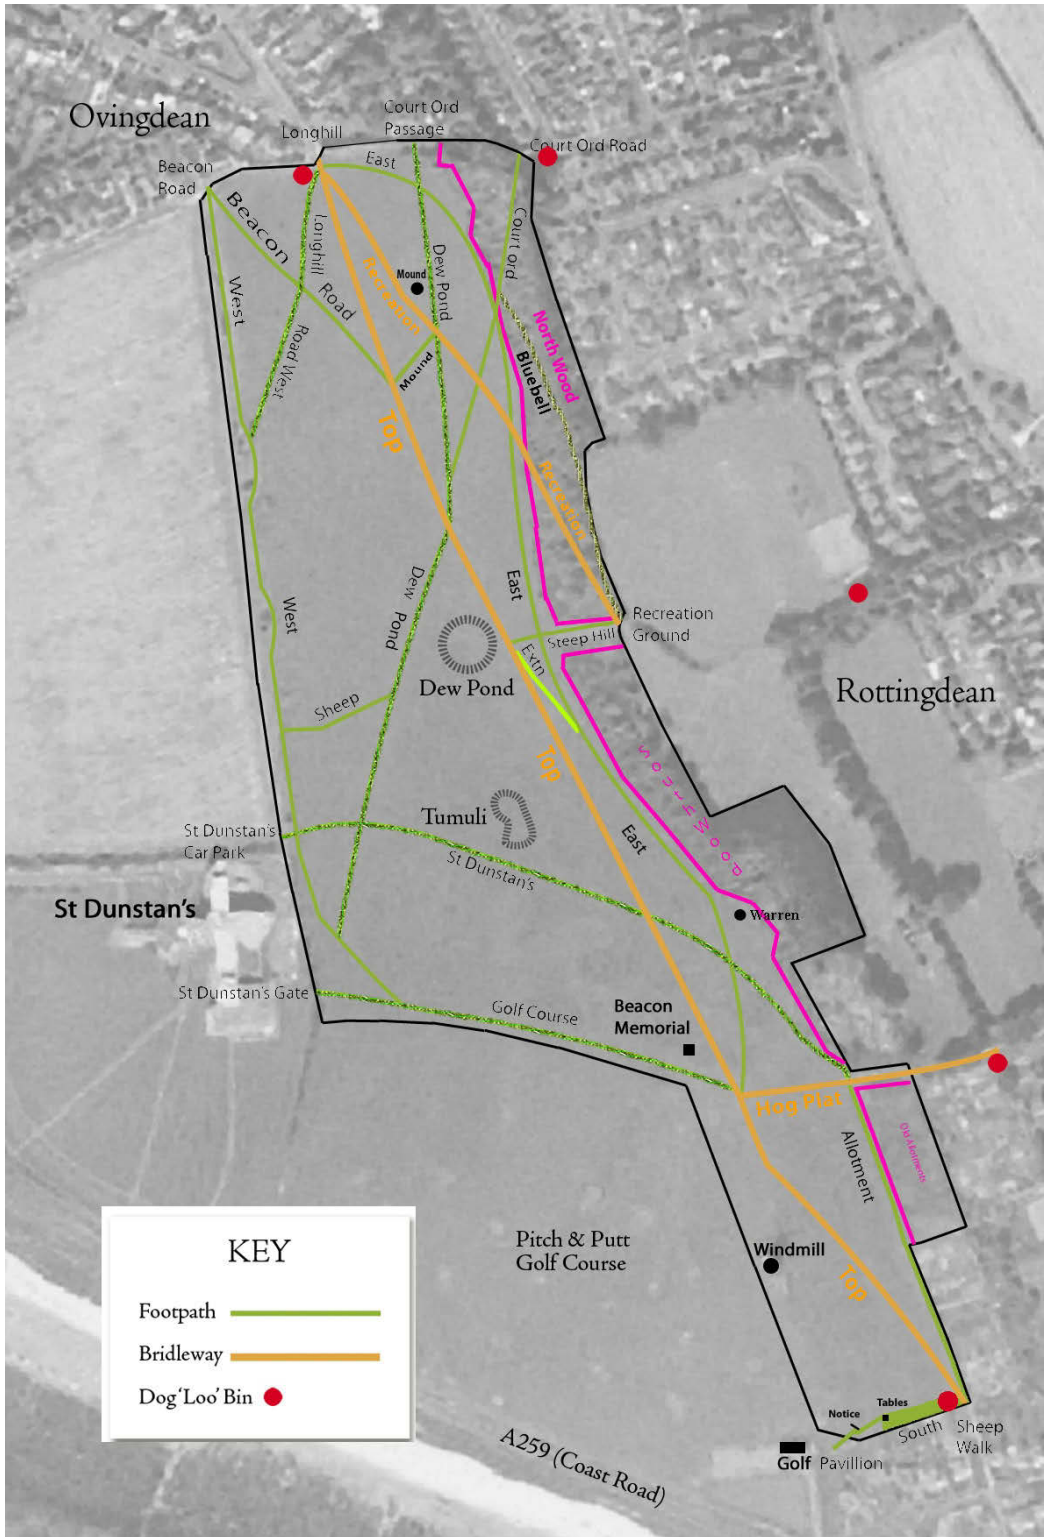 Ovingdean
Longhill
Court Ord
Passage
Court Ord Road
Beacon
Road
East
Beacon
Road
Longhill
Road West
West
Recreation
Mound
Dew Pond
Court ord
Mound
North Wood
Bluebell
Top
Recreation
East
Dew
Pond
West
Recreation
Ground
Steep Hill
Extn
Dew Pond
Rottingdean
Sheep
Top
SOUTH WOOD
Tumuli
East
St Dunstan's
Car Park
St Dunstan's
St Dunstan's
Warren
St Dunstan's Gate
Golf Course
Beacon
Memorial
Hog Plat
Allotment
Old Allotments
Pitch & Putt
Golf Course
Windmill
Top
KEY
Footpath
Bridleway
Dog 'Loo' Bin
Tables
Notice
South
Sheep
Walk
Golf Pavillion
A259 (Coast Road)